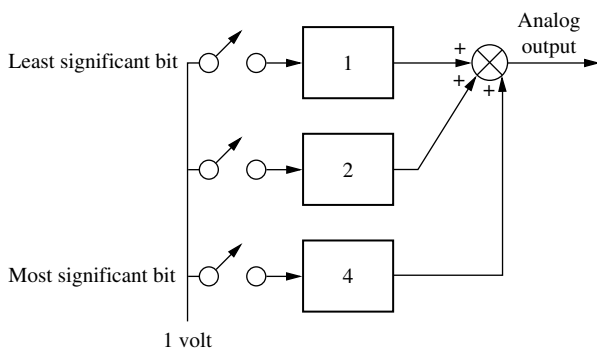 Analog
output
Least significant bit
1
+
+
+
2
Most significant bit
4
1 volt